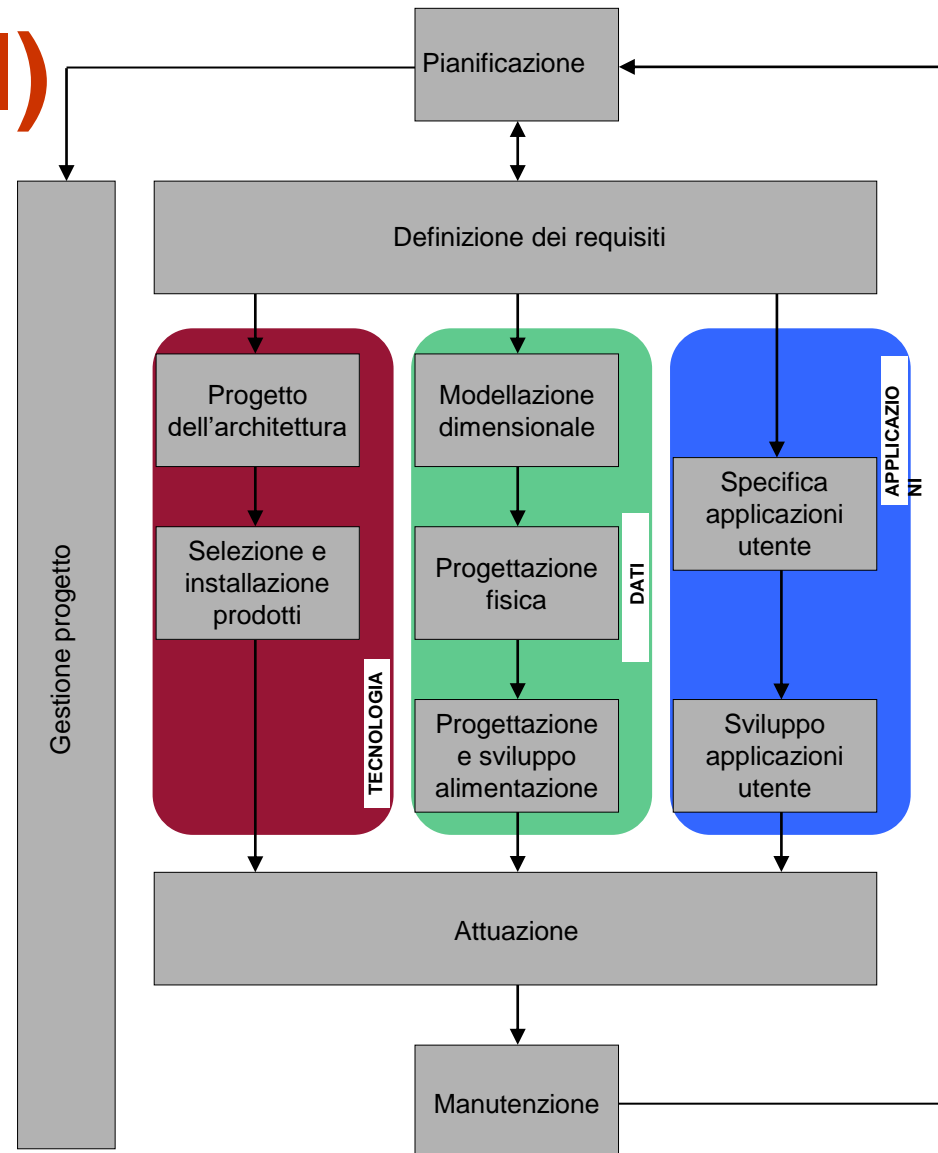 )
Pianificazione
Definizione dei requisiti
Gestione progetto
Progetto
dell’architettura
Selezione e
installazione
prodotti
TECNOLOGIA
Modellazione
dimensionale
Progettazione
fisica
Progettazione
e sviluppo
alimentazione
DATI
APPLICAZIO
NI
Specifica
applicazioni
utente
Sviluppo
applicazioni
utente
Attuazione
Manutenzione